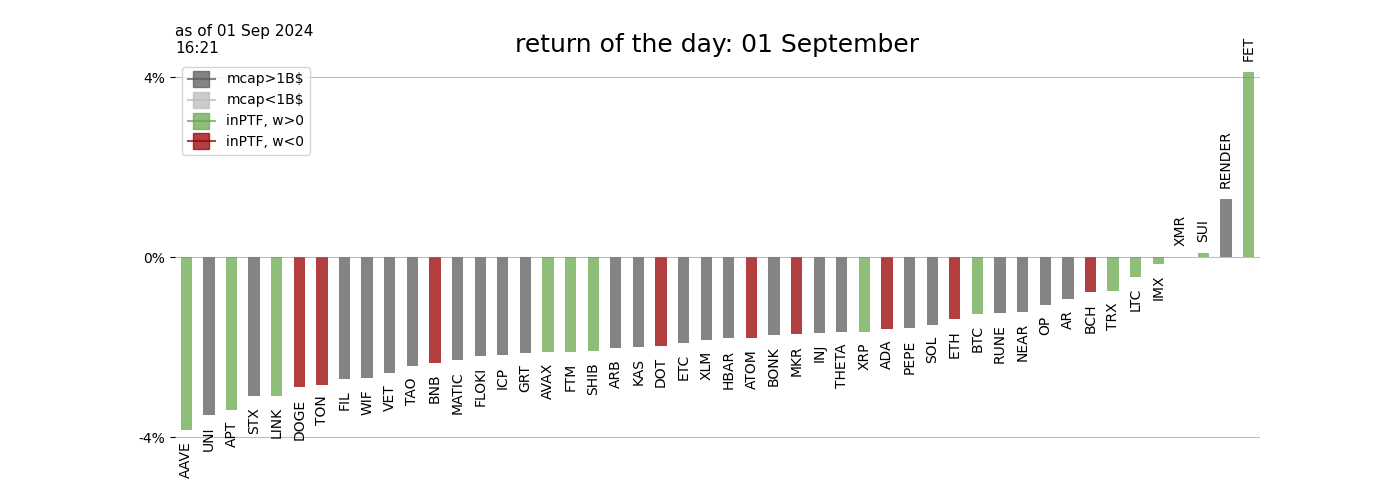 as of 01 Sep 2024
16:21
return of the day: 01 September
mcap>1B$
mcap<1B$
inPTF, w>0
inPTF, w<0
4%
0%
-4%
AAVE
UNI
APT
STX
LINK
DOGE
TON
FIL
WIF
VET
TAO
BNB
MATIC
FLOKI
ICP
GRT
AVAX
FTM
SHIB
ARB
KAS
DOT
ETC
XLM
HBAR
ATOM
BONK
MKR
INJ
THETA
XRP
ADA
PEPE
SOL
ETH
BTC
RUNE
NEAR
OP
AR
BCH
TRX
LTC
IMX
XMR
SUI
RENDER
FET